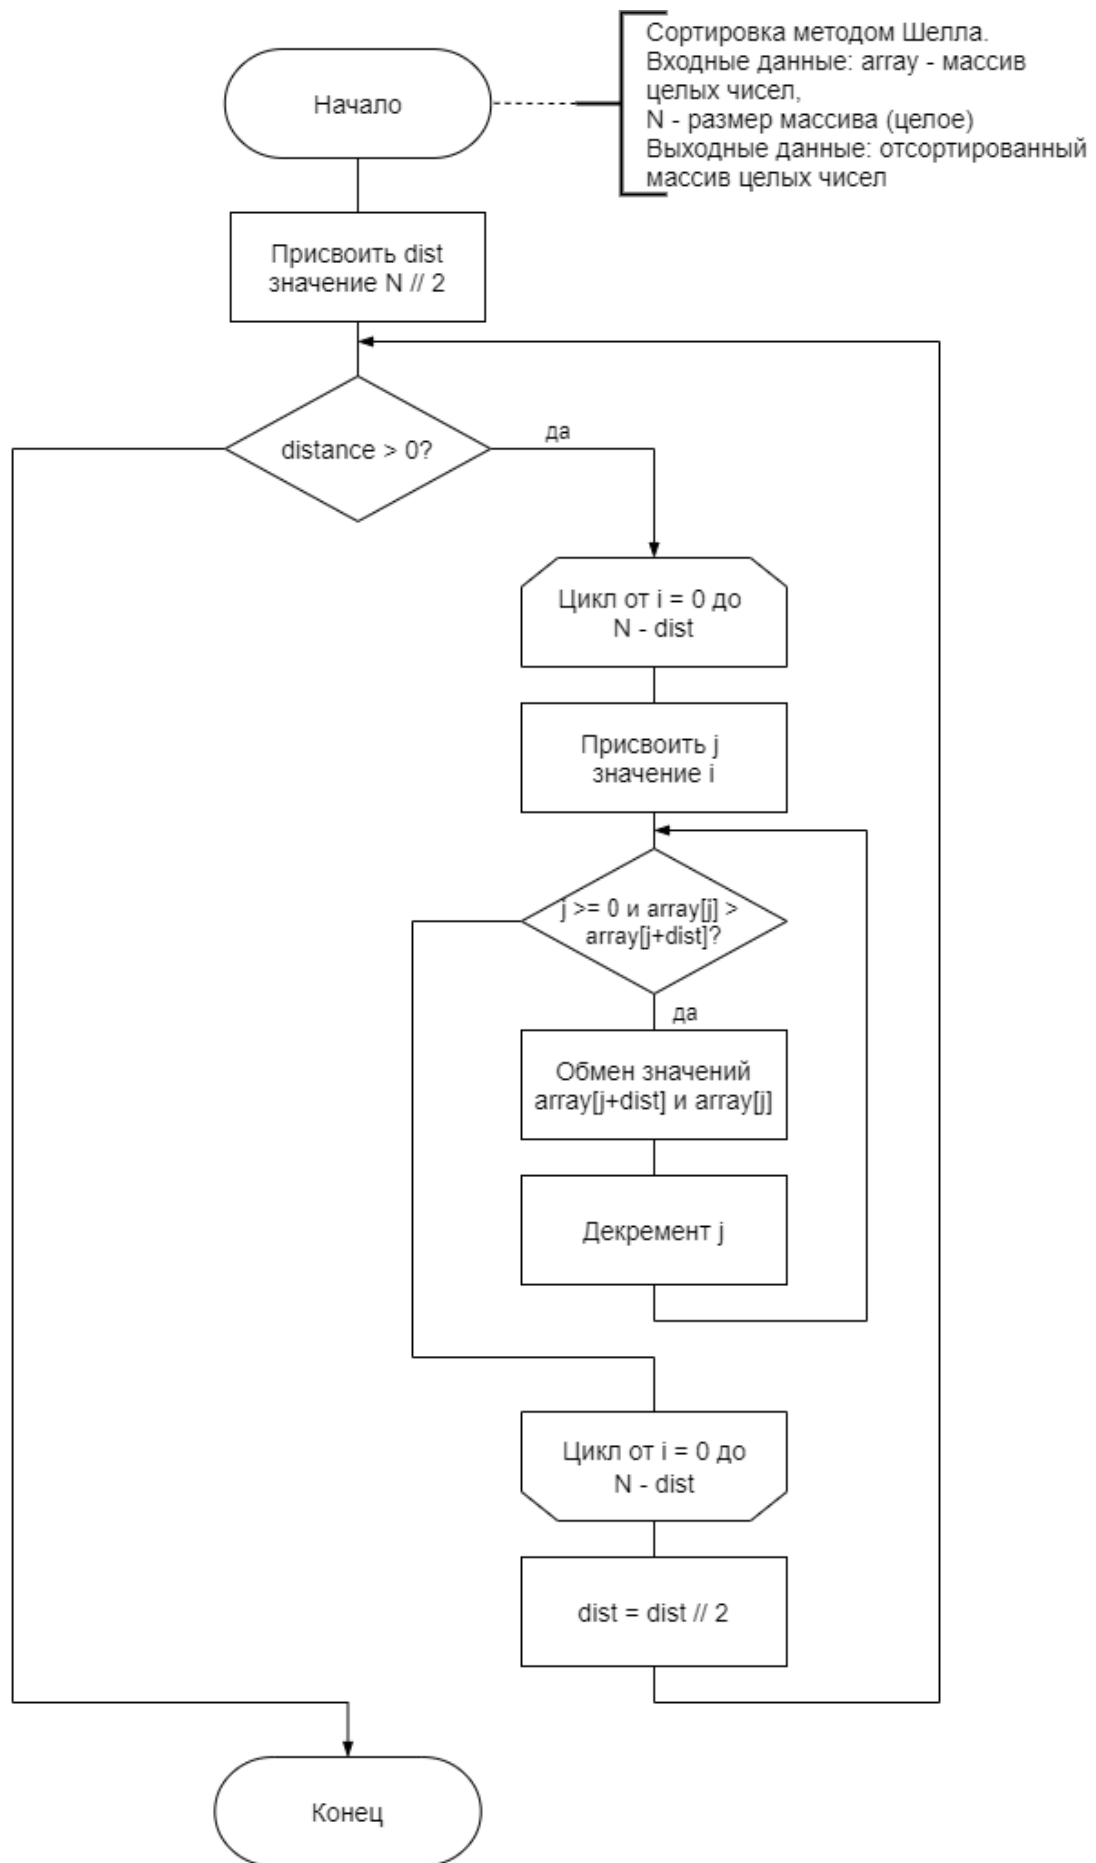 Начало
Сортировка методом Шелла.
Входные данные: array - массив
целых чисел,
N - размер массива (целое)
Выходные данные: отсортированный
массив целых чисел
Присвоить dist
значение N // 2
distance > 0?
да
Цикл от i = 0 до
N - dist
Присвоить j
значение i
j >= 0 и array[j] >
array[j+dist]?
да
Обмен значений
array[j+dist] и array[j]
Декремент j
Цикл от i = 0 до
N - dist
dist = dist // 2
Конец